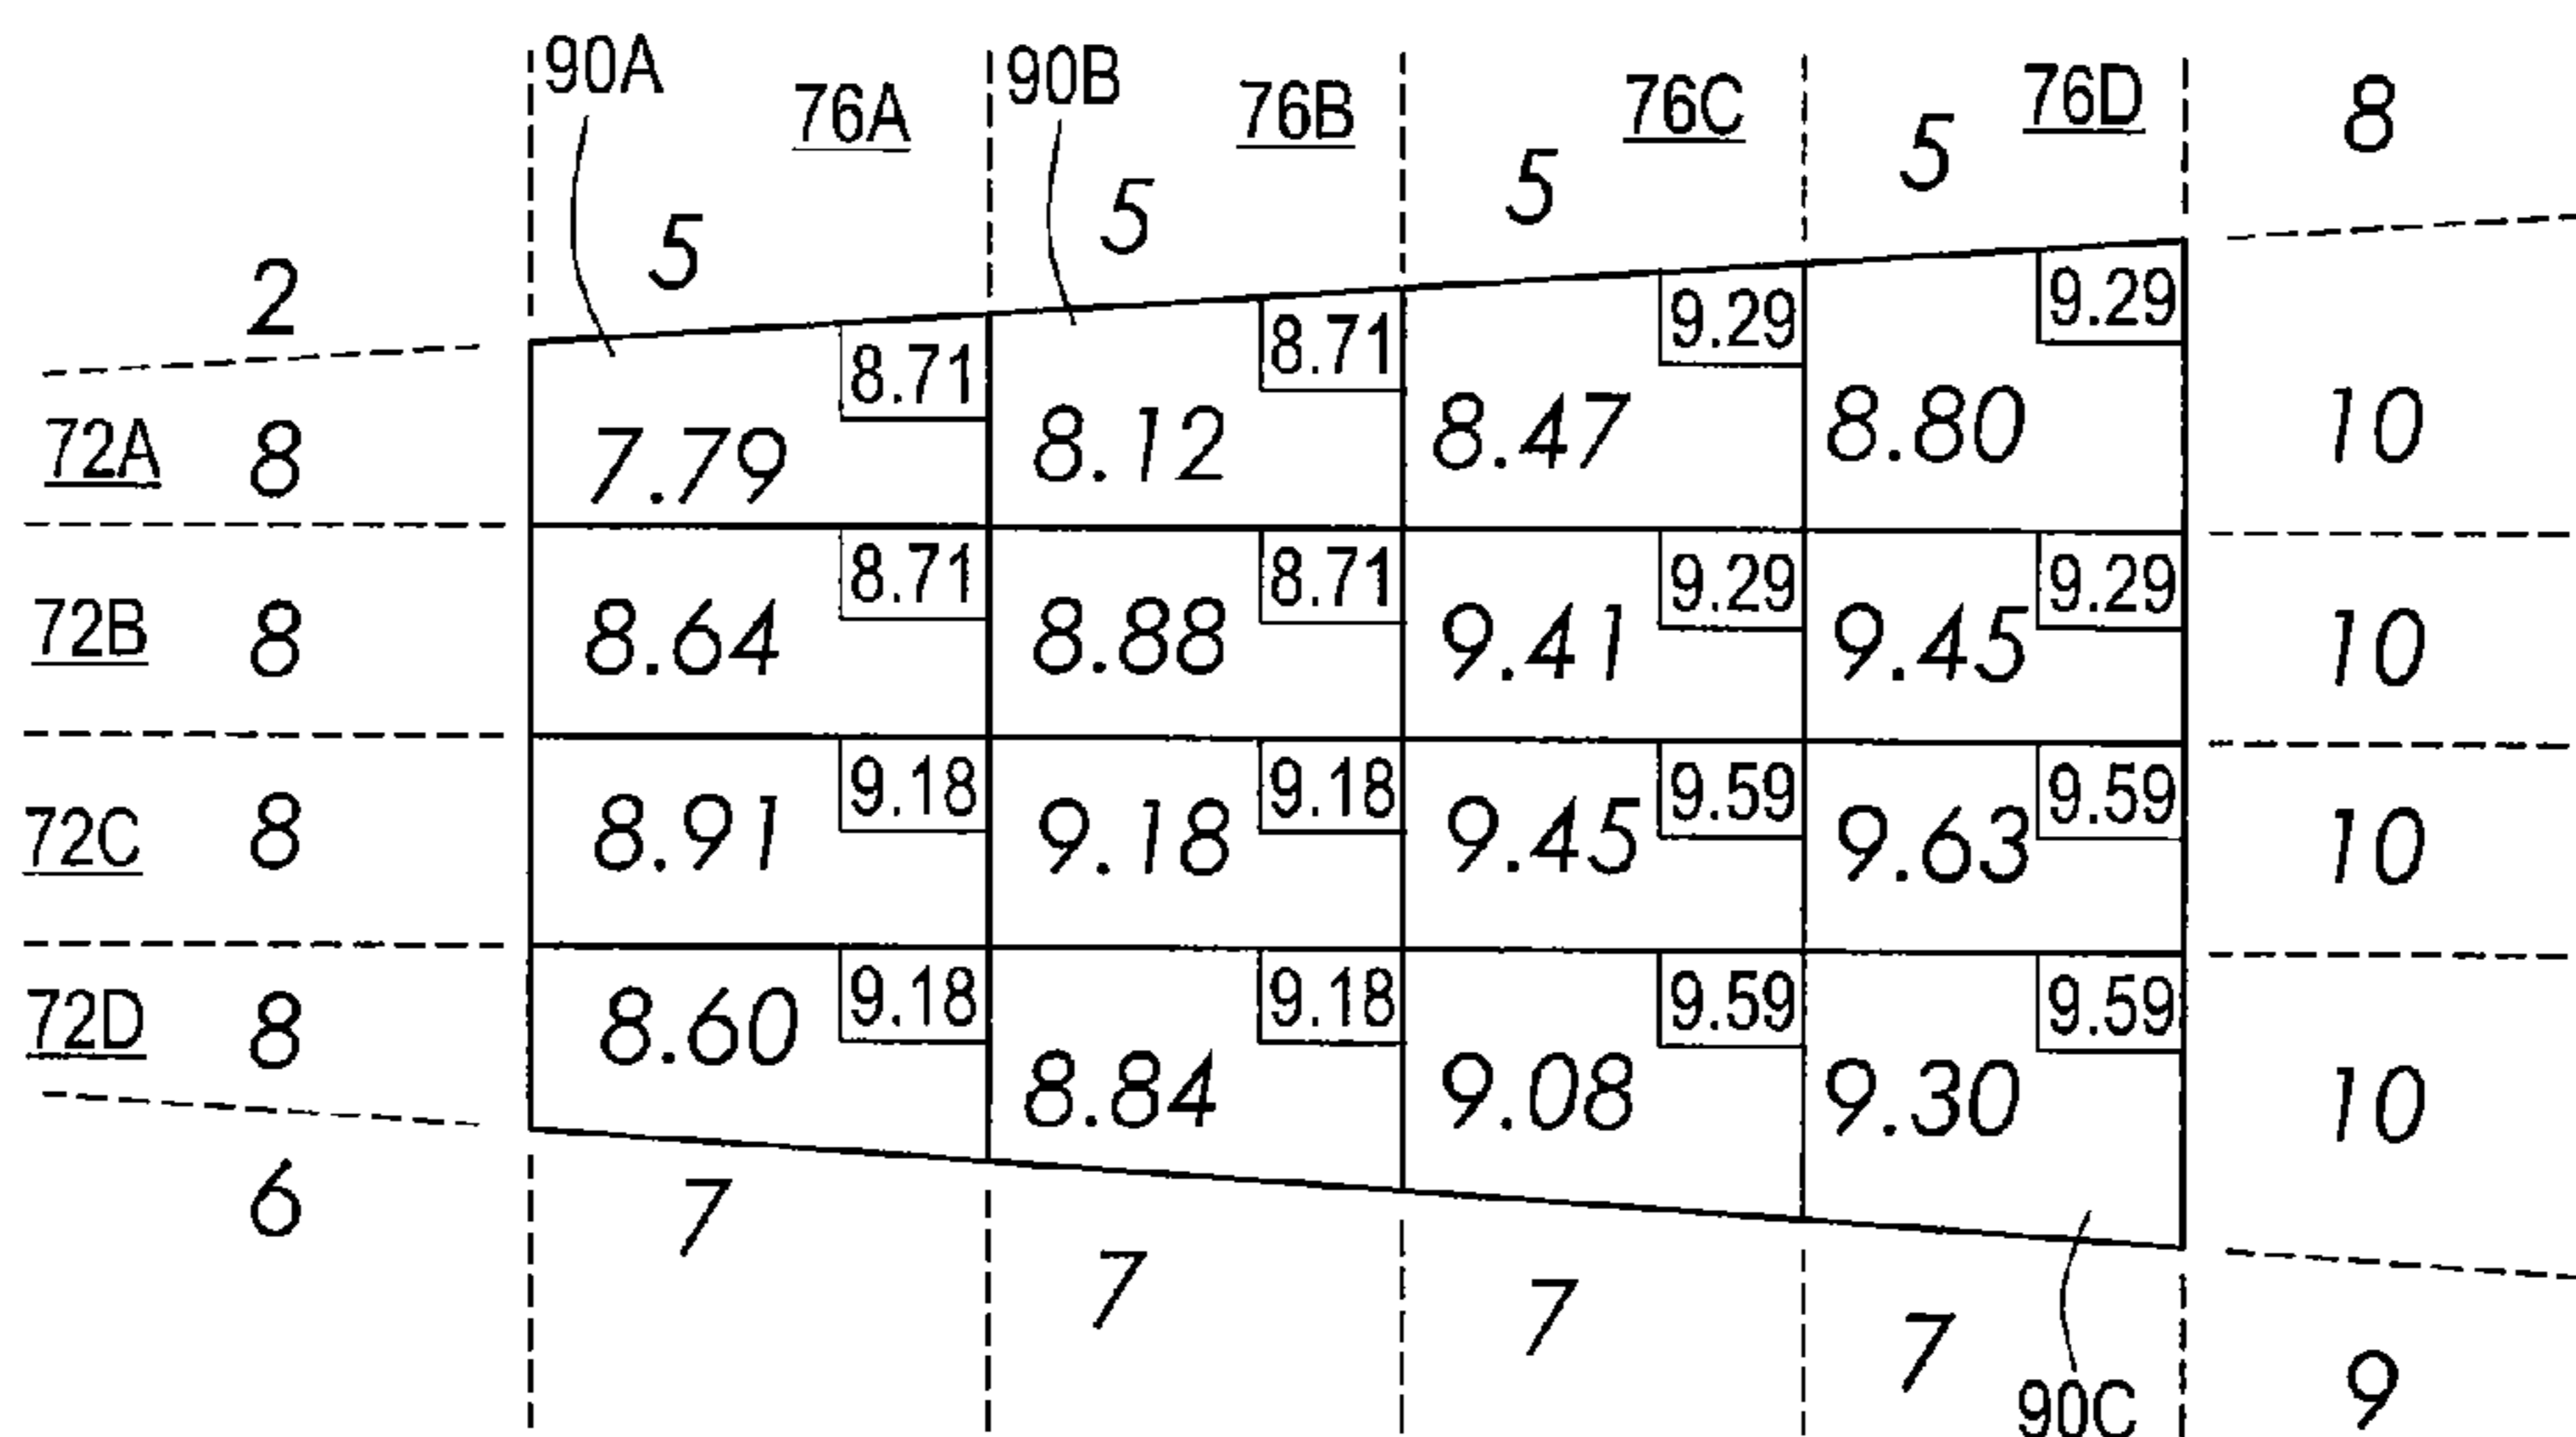 90A 76A 90B 76B 76C 76D 8
2 5 5 5 5
8.71 8.71 9.29 9.29
72A 8 7.79 8.12 8.47 8.80 10
8.71 8.71 9.29 9.29
72B 8 8.64 8.88 9.41 9.45 10
9.18 9.18 9.59 9.59
72C 8 8.91 9.18 9.45 9.63 10
9.18 9.18 9.59 9.59
72D 8 8.60 8.84 9.08 9.30 10
6 7 7 7 7 9
90C